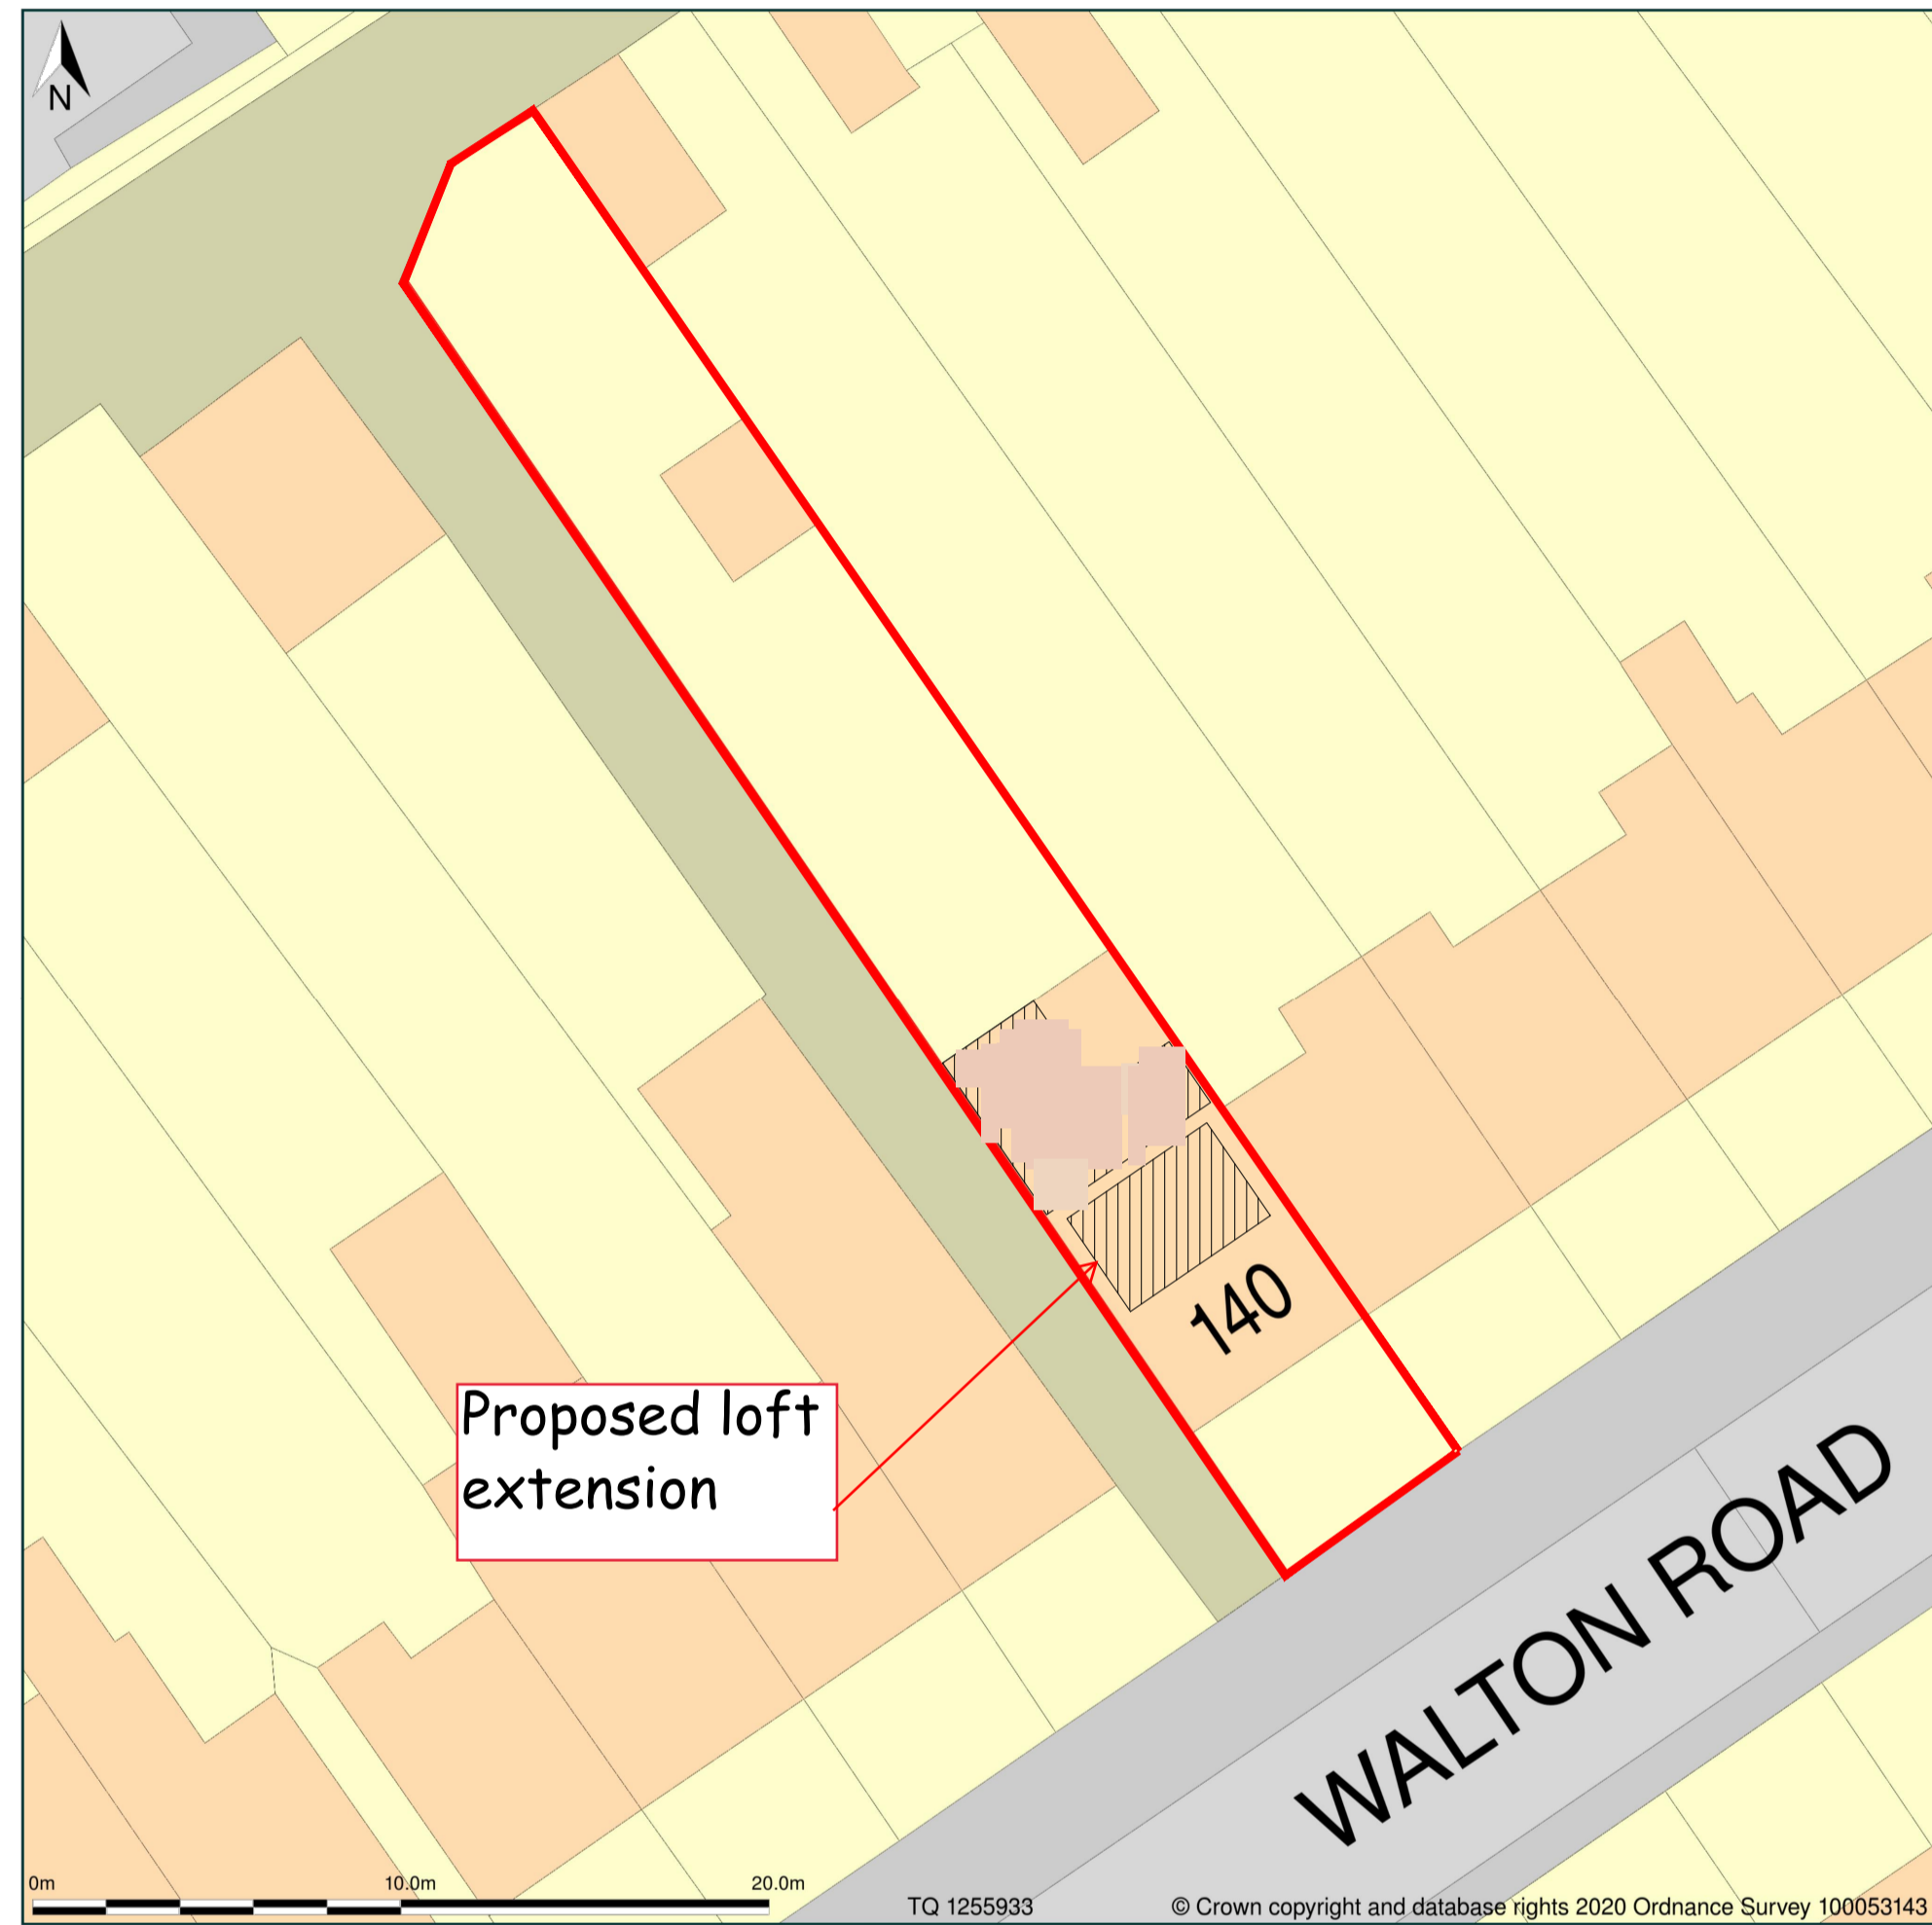 N
140
Proposed loft
extension
WALTON ROAD
0m 10.0m 20.0m
TQ 1255933
© Crown copyright and database rights 2020 Ordnance Survey 100053143